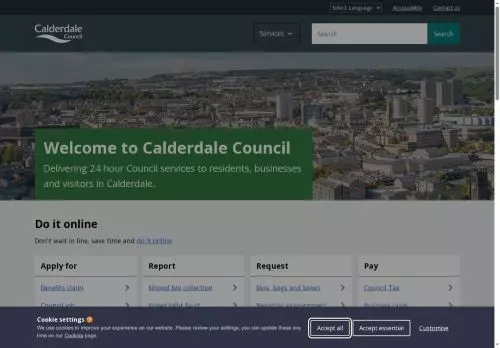 Select Language
Accessibility
Contact us
Calderdale
Council
Services
Search
Search
Welcome to Calderdale Council
Delivering 24 hour Council services to residents, businesses
and visitors in Calderdale.
Do it online
Don't wait in line, save time and do it online
Apply for
Report
Request
Pay
Benefits claim
Missed bin collection
Bins, bags and boxes
Council Tax
Council job
Street light fault
Register appointment
Business rates
Cookie settings 🍪
We use cookies to improve your experience on our website. Please review your settings, you can update these any
time on our Cookies page.
Accept all
Accept essential
Customise